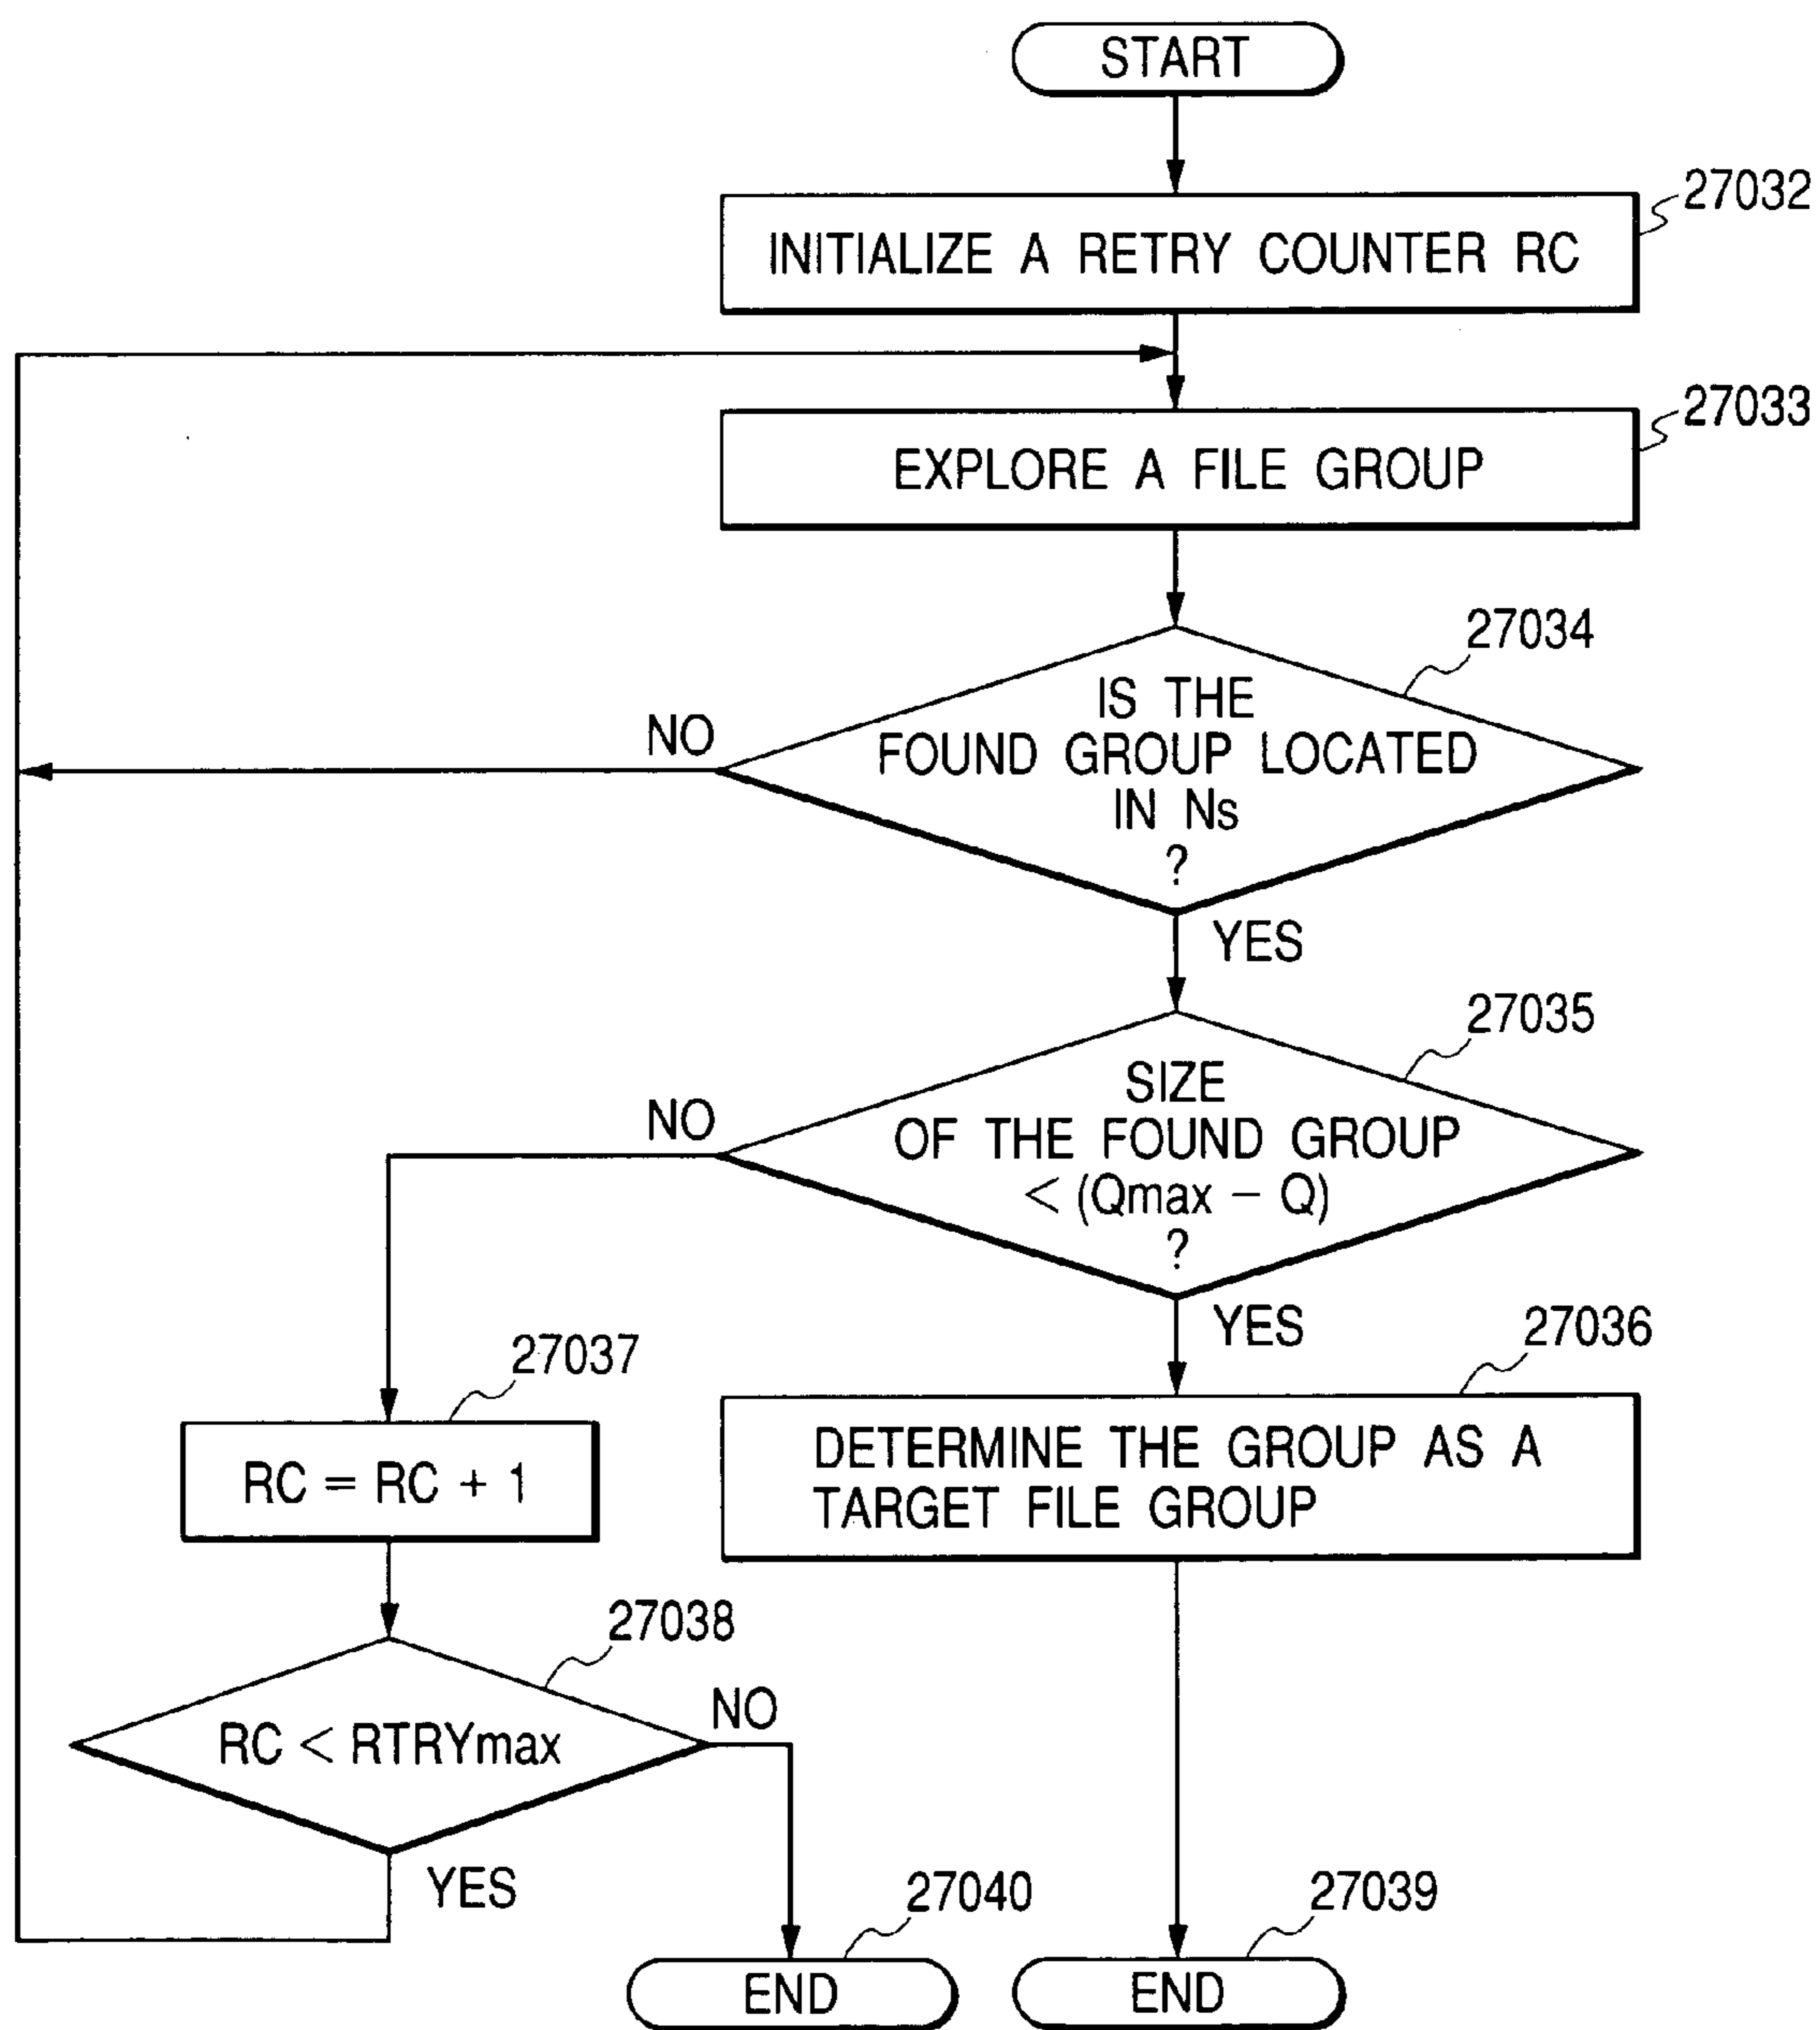 START
27032
INITIALIZE A RETRY COUNTER RC
27033
EXPLORE A FILE GROUP
27034
IS THE
FOUND GROUP LOCATED
IN Ns
?
NO
YES
27035
SIZE
OF THE FOUND GROUP
< (Qmax – Q)
?
NO
YES
27036
DETERMINE THE GROUP AS A
TARGET FILE GROUP
27037
RC = RC + 1
27038
RC < RTRYmax
NO
YES
27040
END
27039
END